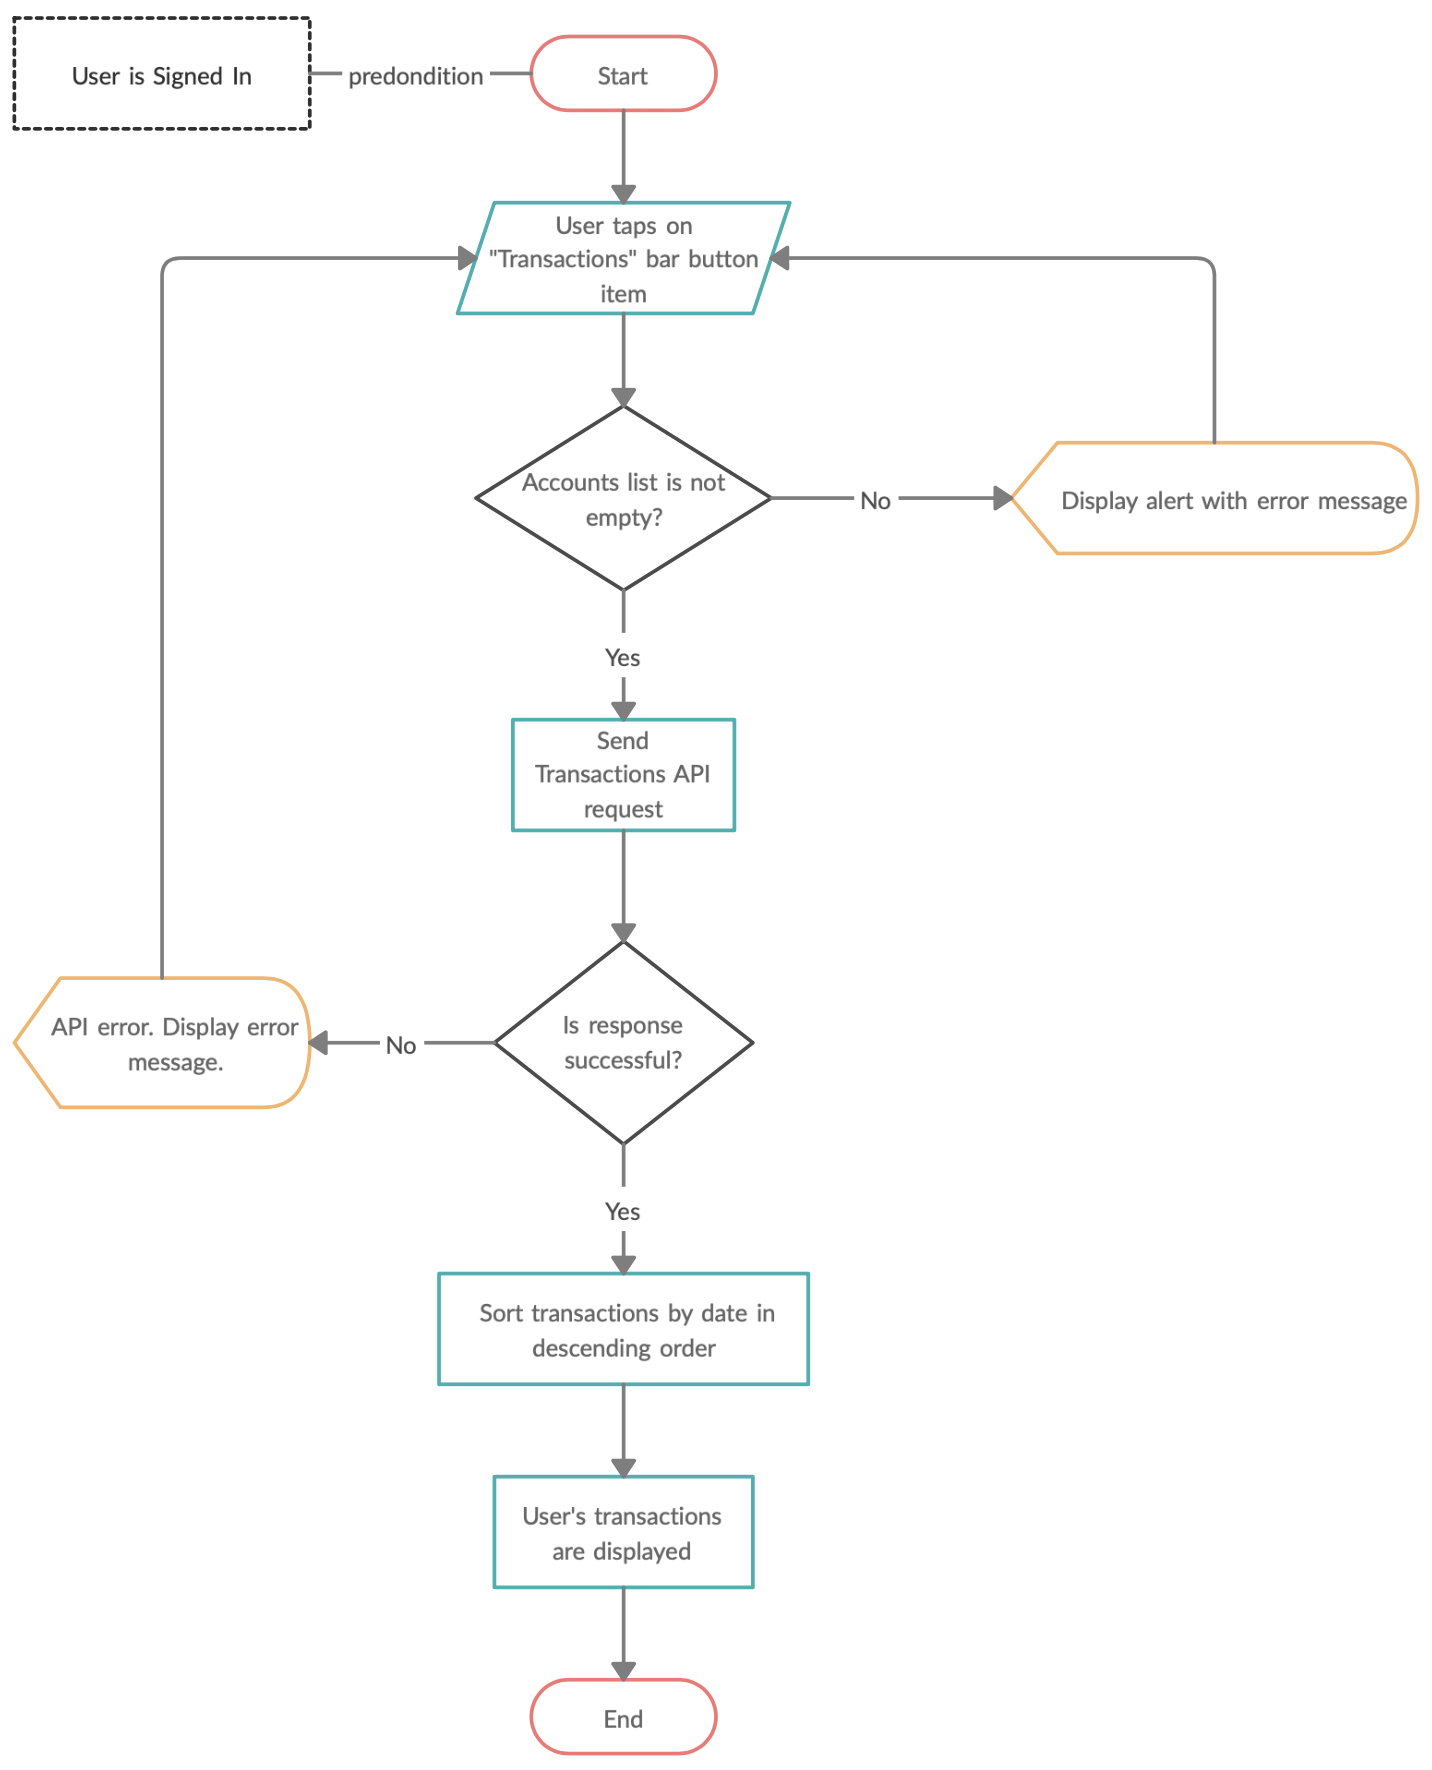 User is Signed In
predondition
Start
User taps on
"Transactions" bar button
item
Accounts list is not
empty?
No
Display alert with error message
Yes
Send
Transactions API
request
Is response
successful?
No
API error. Display error
message.
Yes
Sort transactions by date in
descending order
User's transactions
are displayed
End